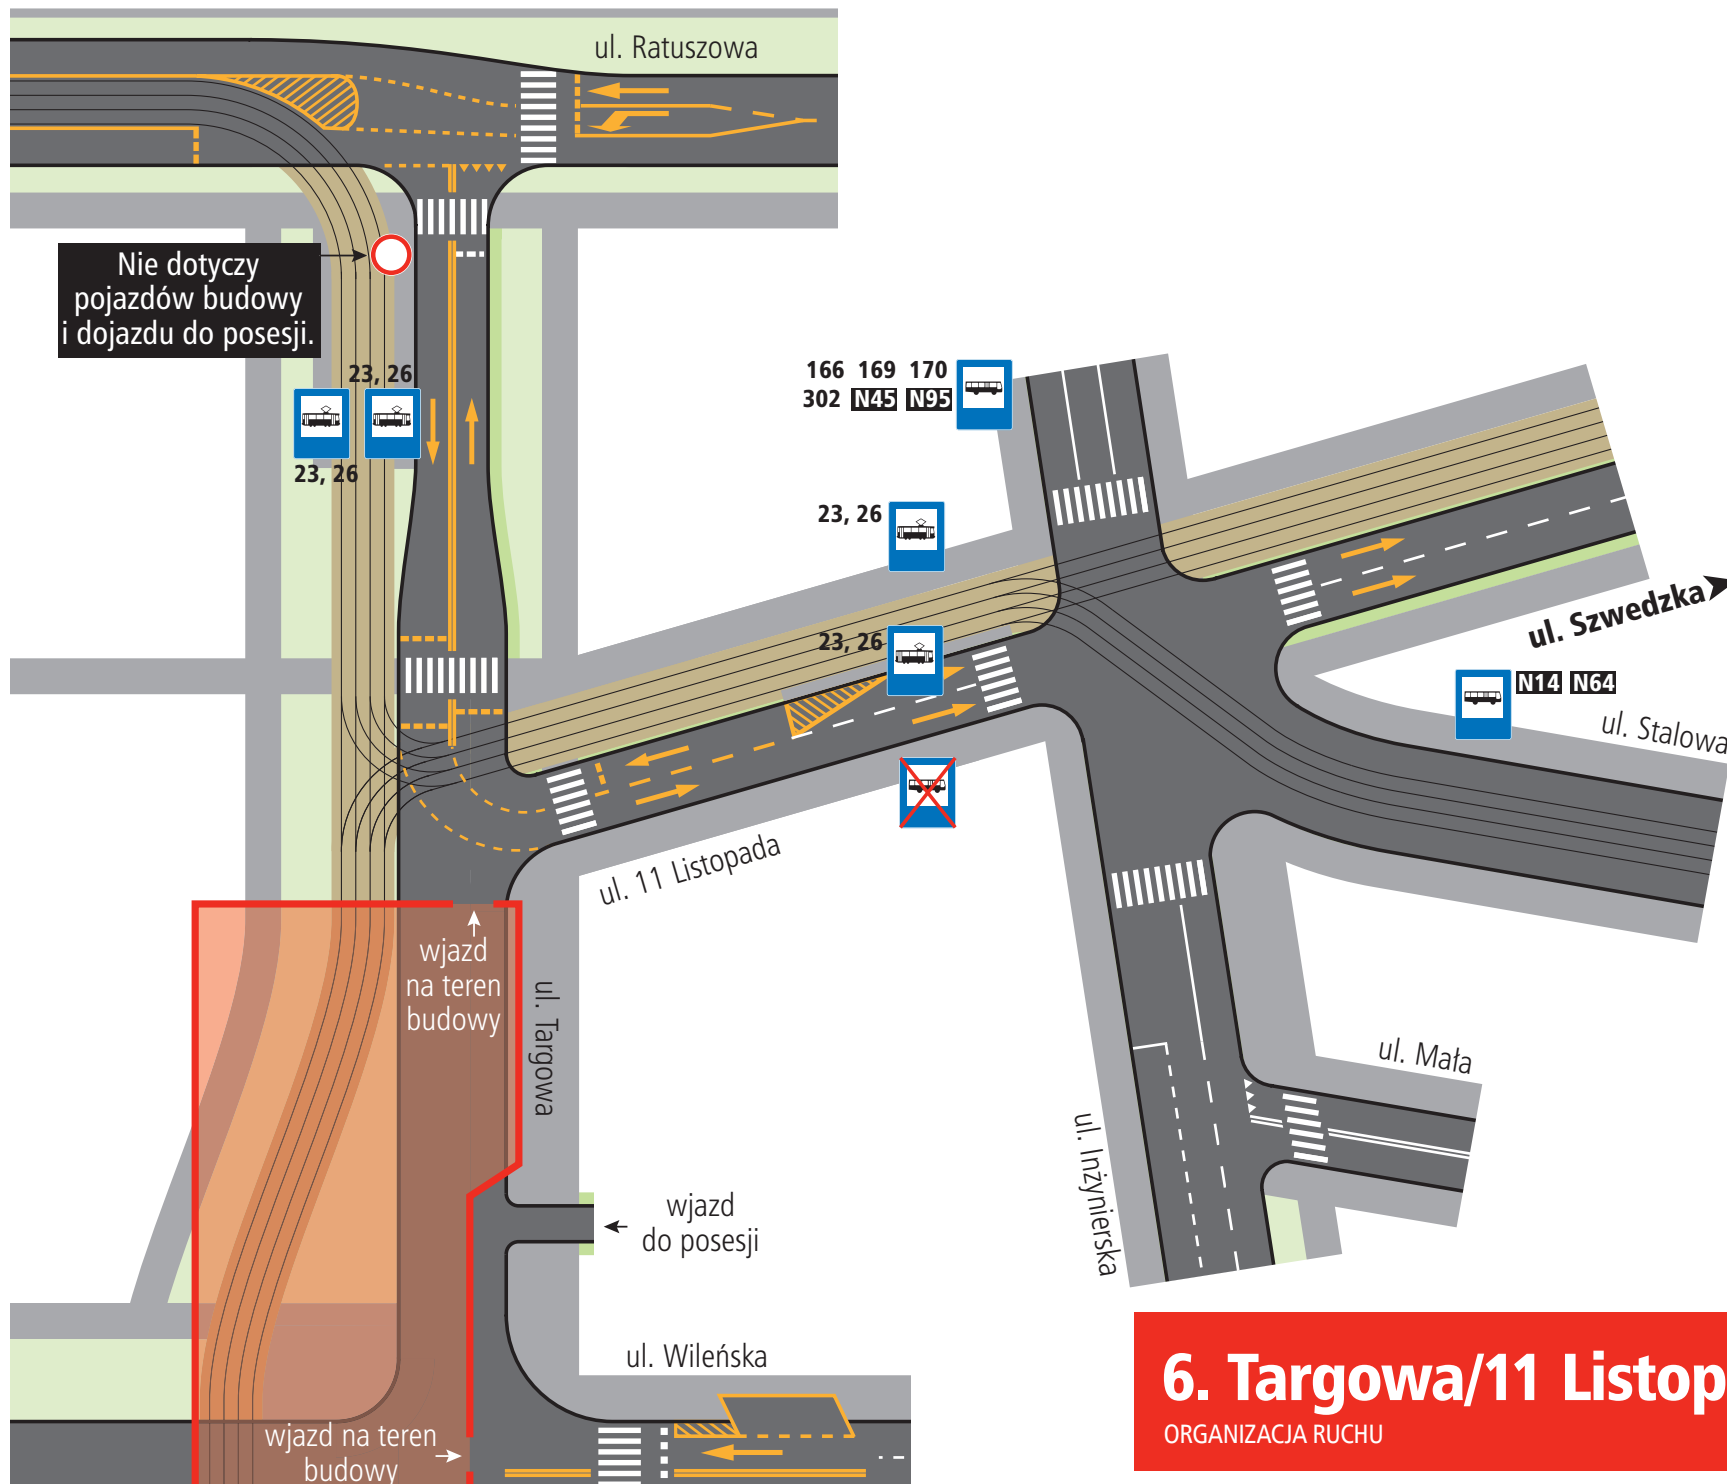 ul. Ratuszowa
Nie dotyczy
pojazdów budowy
i dojazdu do posesji.
23, 26
23, 26
166 169 170
302 N45 N95
23, 26
23, 26
ul. Szwedzka
N14 N64
ul. Stalowa
ul. 11 Listopada
wjazd
na teren
budowy
ul. Targowa
ul. Mała
ul. Inżynierska
wjazd
do posesji
ul. Wileńska
wjazd na teren
budowy
6. Targowa/11 Listop
ORGANIZACJA RUCHU